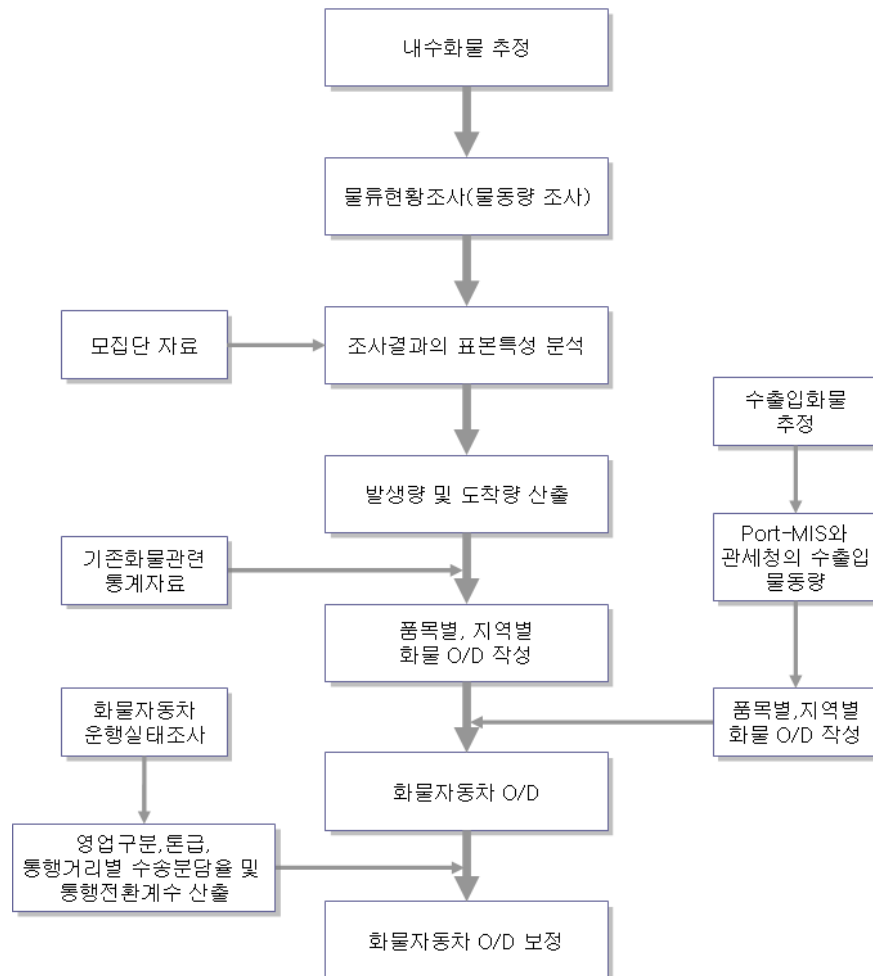 내수화물 추정
물류현황조사(물동량 조사)
모집단 자료
조사결과의 표본특성 분석
수출입화물
추정
발생량 및 도착량 산출
기존화물관련
통계자료
Port-MIS와
관세청의 수출입
물동량
품목별, 지역별
화물 O/D 작성
화물자동차
운행실태조사
품목별,지역별
화물 O/D 작성
화물자동차 O/D
영업구분,톤급,
통행거리별 수송분담율 및
통행전환계수 산출
화물자동차 O/D 보정